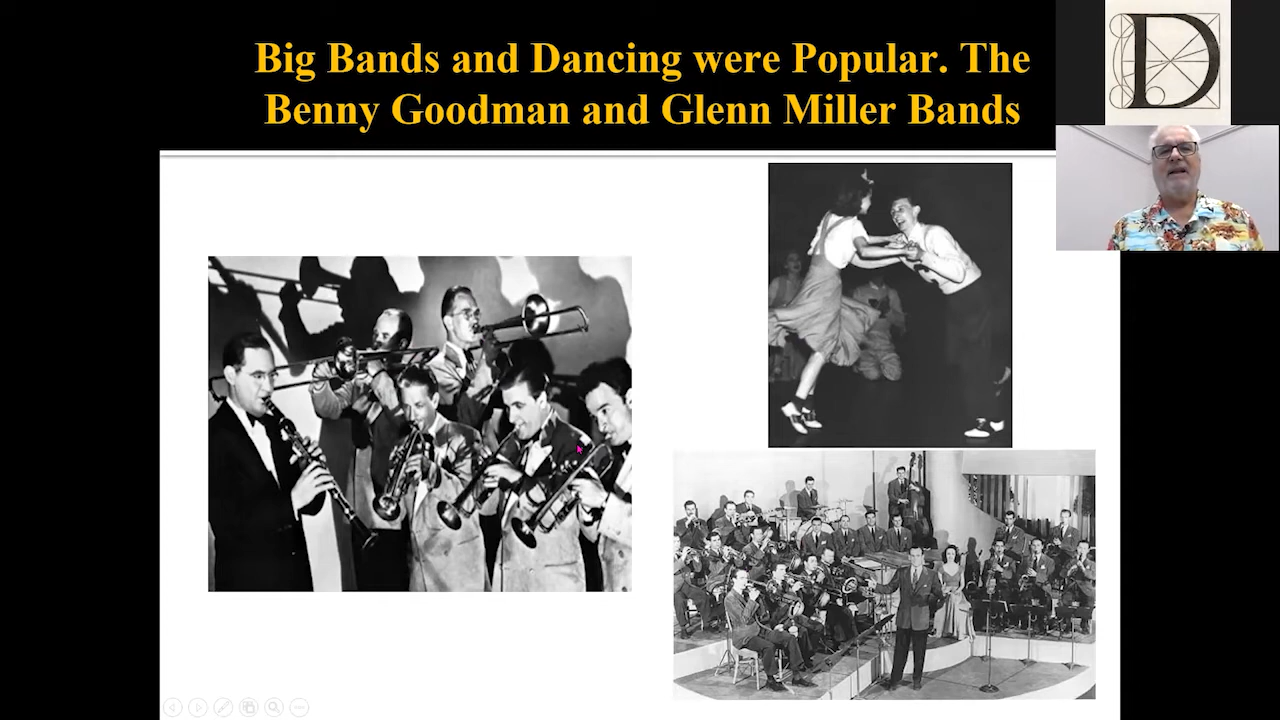 Big Bands and Dancing were Popular. The
Benny Goodman and Glenn Miller Bands
D